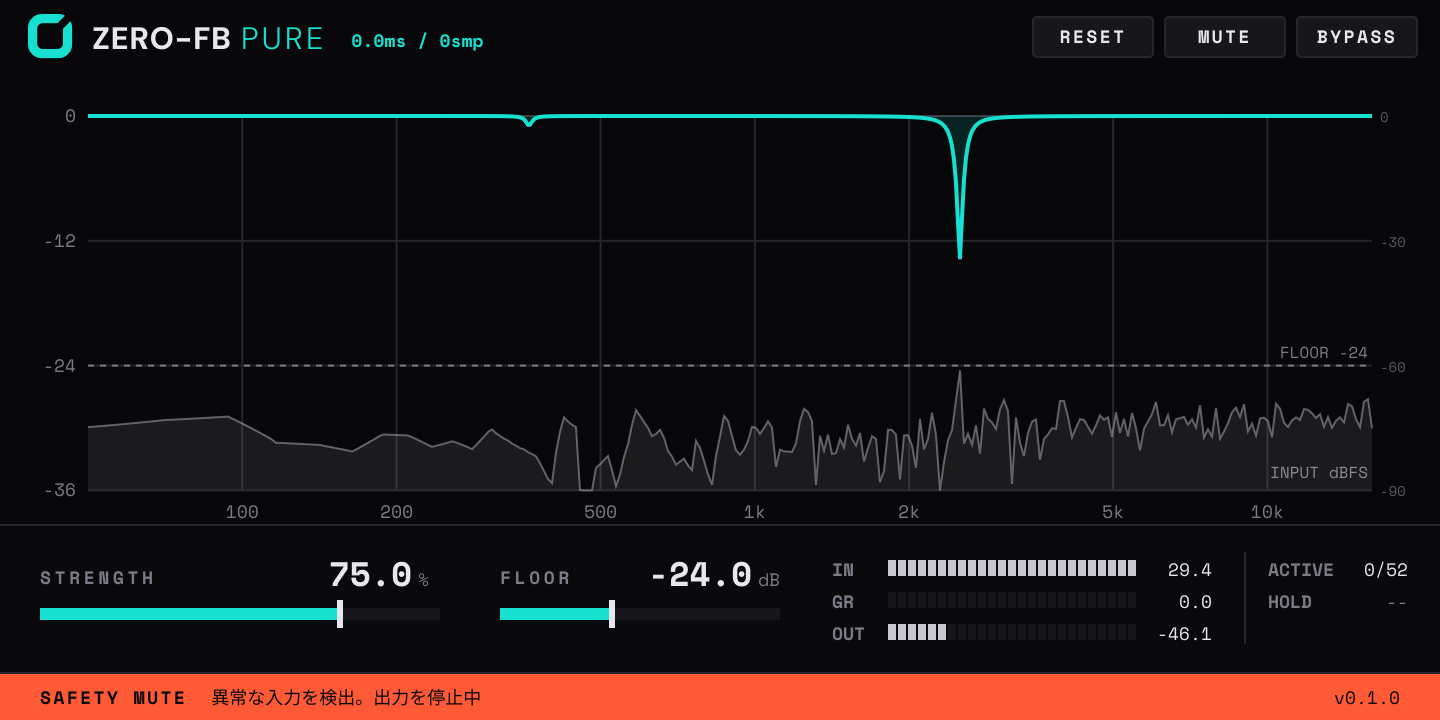 ZERO-FB PURE 0.0ms / 0smp RESET MUTE BYPASS
0 0
-12 -30
FLOOR -24
-24 -60
INPUT dBFS
-36 -90
100 200 500 1k 2k 5k 10k
STRENGTH 75.0 % FLOOR -24.0 dB
IN 29.4 ACTIVE 0/52
GR 0.0 HOLD --
OUT -46.1
SAFETY MUTE 異常な入力を検出。出力を停止中 v0.1.0